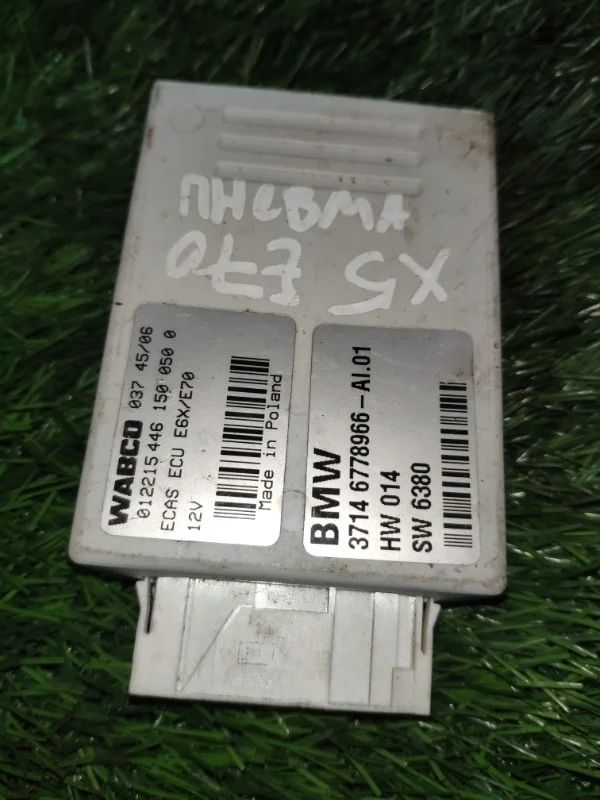 ПНЕВМА
X5 E70
WABCO 037 45/06
012215 446 150 050 0
ECAS ECU E6X/E70
12V
Made in Poland
BMW
3714 6778966-AI.01
HW 014
SW 6380